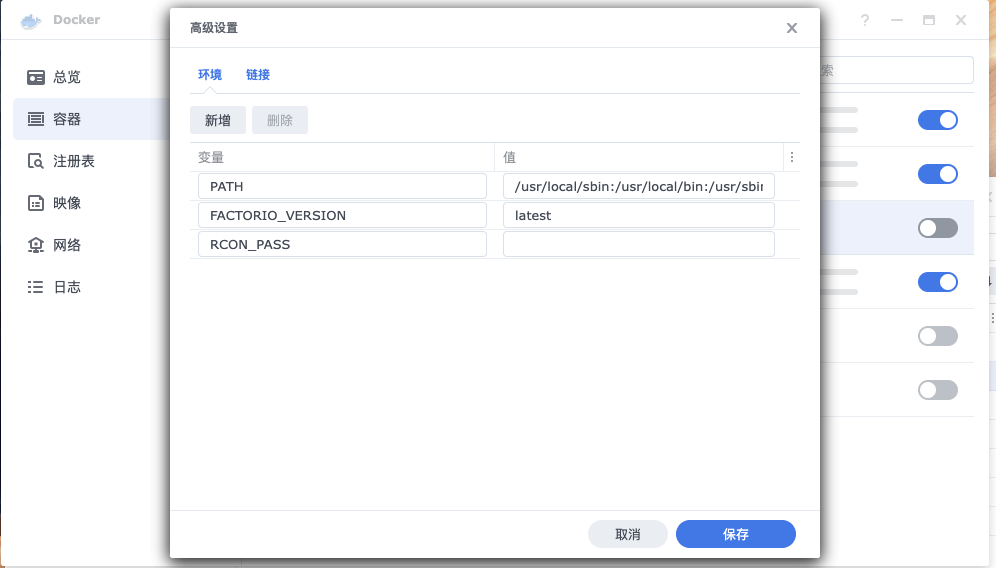 Docker
总览
容器
注册表
映像
网络
日志
高级设置
环境 链接
新增 删除
变量 值
PATH /usr/local/sbin:/usr/local/bin:/usr/sbin
FACTORIO_VERSION latest
RCON_PASS
取消 保存
索